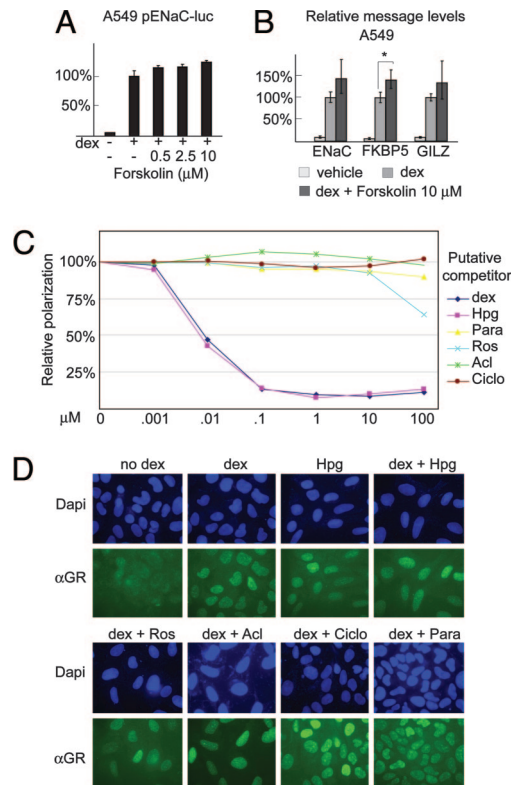 A
A549 pENaC-luc
100%
50%
dex - + + + +
- - 0.5 2.5 10
Forskolin (μM)
B
Relative message levels
A549
*
150%
100%
50%
ENaC FKBP5 GILZ
vehicle dex
dex + Forskolin 10 μM
C
Relative polarization
100%
75%
50%
25%
μM
0 .001 .01 .1 1 10 100
Putative
competitor
dex
Hpg
Para
Ros
Acl
Ciclo
D
no dex dex Hpg dex + Hpg
Dapi
αGR
dex + Ros dex + Acl dex + Ciclo dex + Para
Dapi
αGR